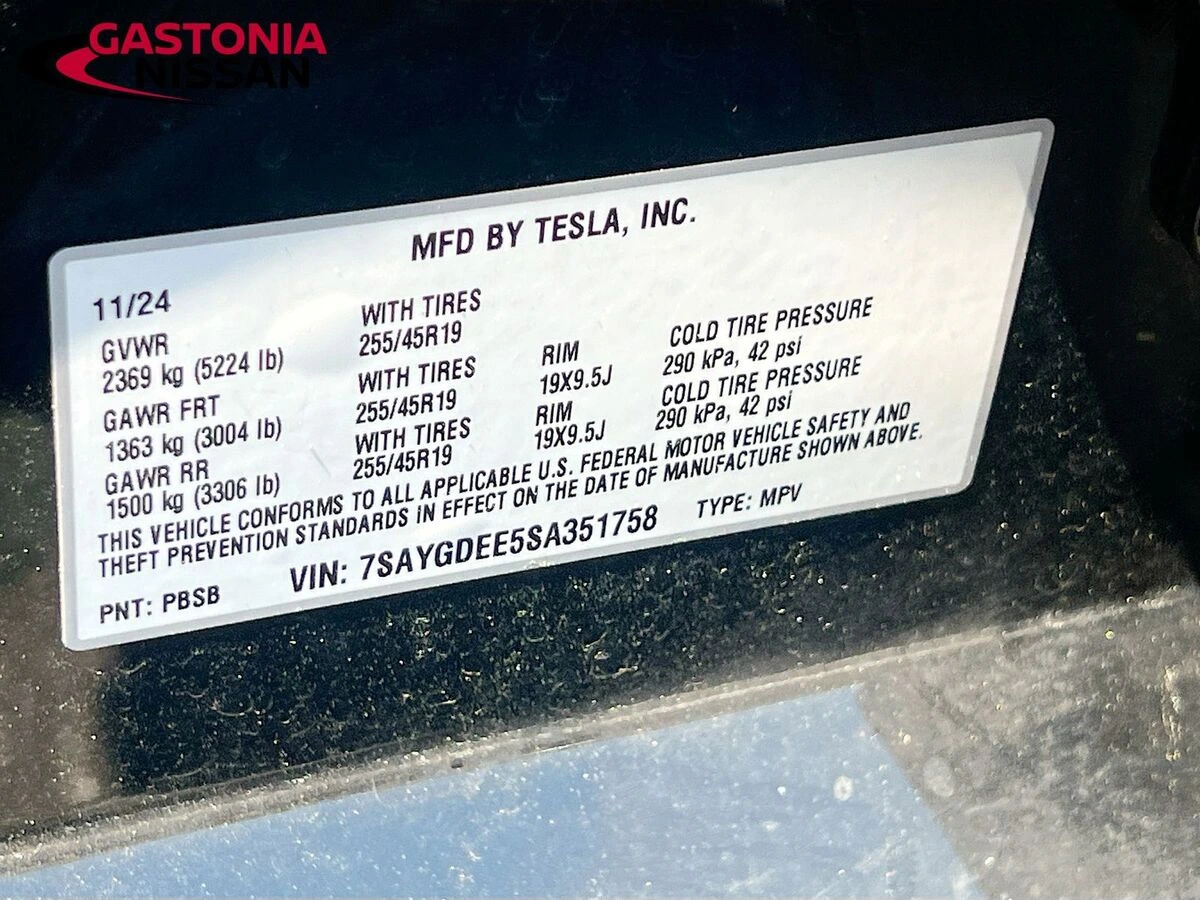 GASTONIA
NISSAN
MFD BY TESLA, INC.
11/24
GVWR WITH TIRES
2369 kg (5224 lb) 255/45R19
GAWR FRT WITH TIRES RIM COLD TIRE PRESSURE
1363 kg (3004 lb) 255/45R19 19X9.5J 290 kPa, 42 psi
GAWR RR WITH TIRES RIM COLD TIRE PRESSURE
1500 kg (3306 lb) 255/45R19 19X9.5J 290 kPa, 42 psi
THIS VEHICLE CONFORMS TO ALL APPLICABLE U.S. FEDERAL MOTOR VEHICLE SAFETY AND
THEFT PREVENTION STANDARDS IN EFFECT ON THE DATE OF MANUFACTURE SHOWN ABOVE.
PNT: PBSB VIN: 7SAYGDEE5SA351758 TYPE: MPV